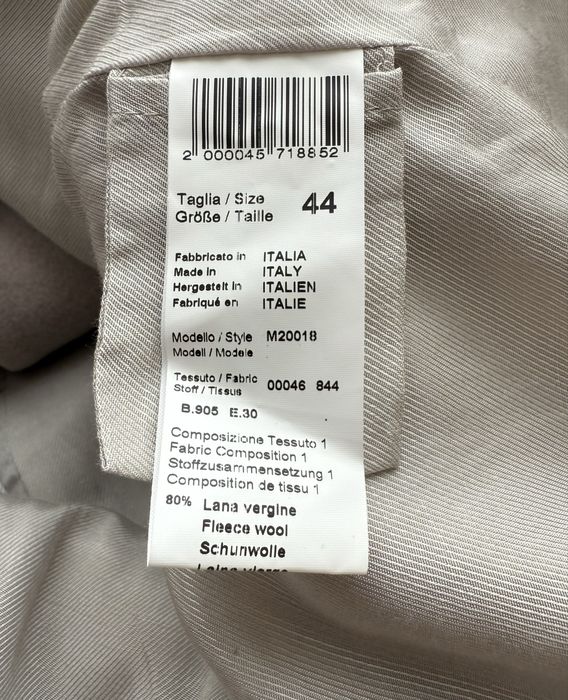 2 000045 718852
Taglia / Size 44
Größe / Taille
Fabbricato in ITALIA
Made in ITALY
Hergestelt in ITALIEN
Fabriqué en ITALIE
Modello / Style M20018
Modell / Modele
Tessuto / Fabric 00046 844
Stoff / Tissus
B.905 E.30
Composizione Tessuto 1
Fabric Composition 1
Stoffzusammensetzung 1
Composition de tissu 1
80% Lana vergine
Fleece wool
Schunwolle